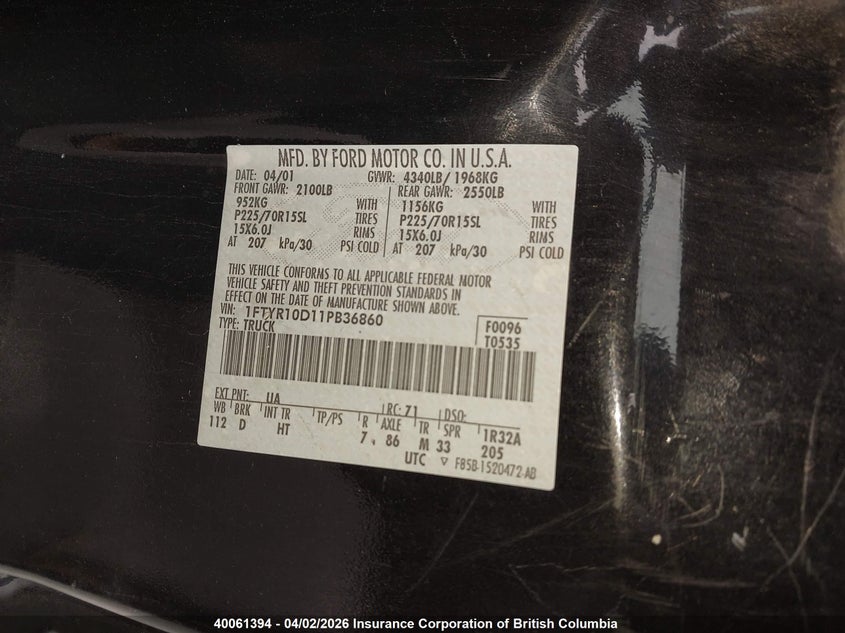 MFD. BY FORD MOTOR CO. IN U.S.A.
DATE: 04/01 GVWR: 4340LB / 1968KG
FRONT GAWR: 2100LB REAR GAWR: 2550LB
952KG WITH 1156KG WITH
P225/70R15SL TIRES P225/70R15SL TIRES
15X6.0J RIMS 15X6.0J RIMS
AT 207 kPa/30 PSI COLD AT 207 kPa/30 PSI COLD
THIS VEHICLE CONFORMS TO ALL APPLICABLE FEDERAL MOTOR
VEHICLE SAFETY AND THEFT PREVENTION STANDARDS IN
EFFECT ON THE DATE OF MANUFACTURE SHOWN ABOVE.
VIN: 1FTYR10D11PB36860 F0096
TYPE: TRUCK T0535
EXT PNT: UA RC: 71 DSO:
WB BRK INT TR TP/PS R AXLE TR SPR 1R32A
112 D HT 7 86 M 33 205
UTC ▽ F85B-1520472-AB
40061394 - 04/02/2026 Insurance Corporation of British Columbia